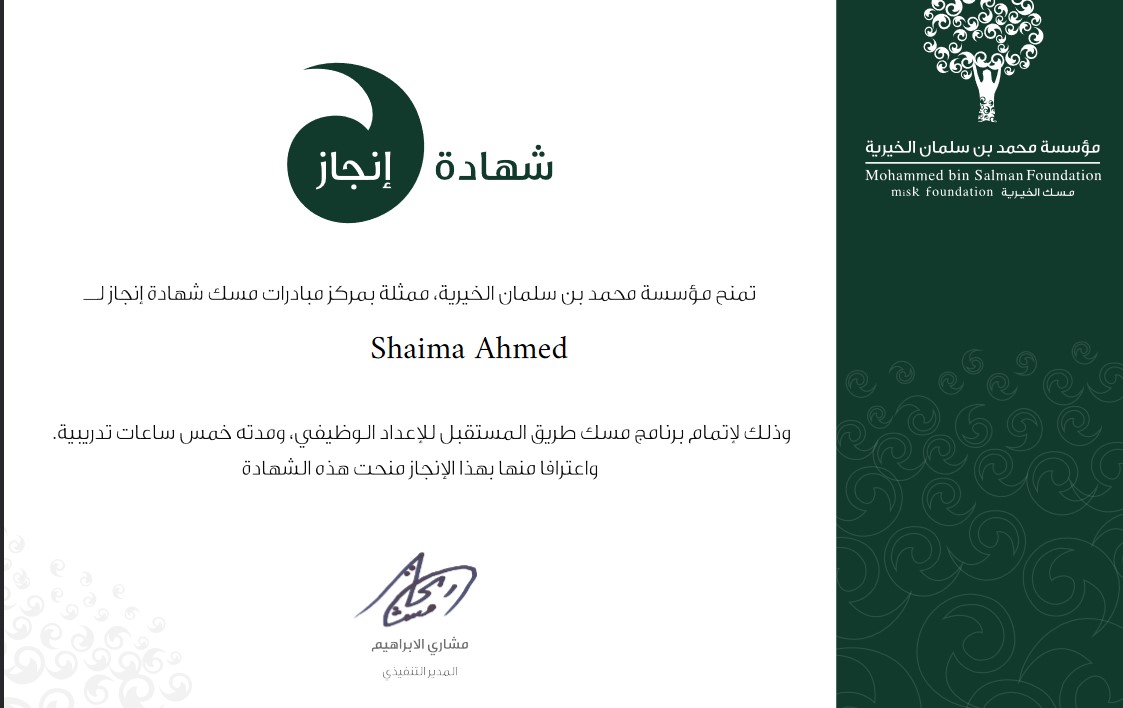 شهادة إنجاز
مؤسسة محمد بن سلمان الخيرية
Mohammed bin Salman Foundation
misk foundation مسك الخيرية
تمنح مؤسسة محمد بن سلمان الخيرية، ممثلة بمركز مبادرات مسك شهادة إنجاز لـــ
Shaima Ahmed
وذلك لإتمام برنامج مسك طريق المستقبل للإعداد الوظيفي، ومدته خمس ساعات تدريبية.
واعترافا منها بهذا الإنجاز منحت هذه الشهادة
مشاري الابراهيم
المدير التنفيذي